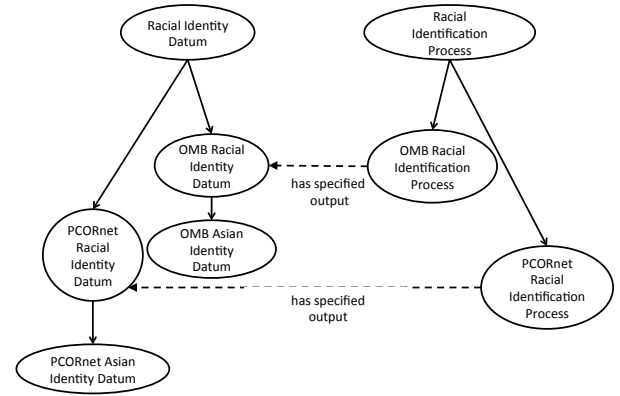 Racial Identity
Datum
Racial
Identification
Process
OMB Racial
Identity
Datum
OMB Racial
Identification
Process
has specified
output
PCORnet
Racial
Identity
Datum
OMB Asian
Identity
Datum
PCORnet
Racial
Identification
Process
has specified
output
PCORnet Asian
Identity Datum